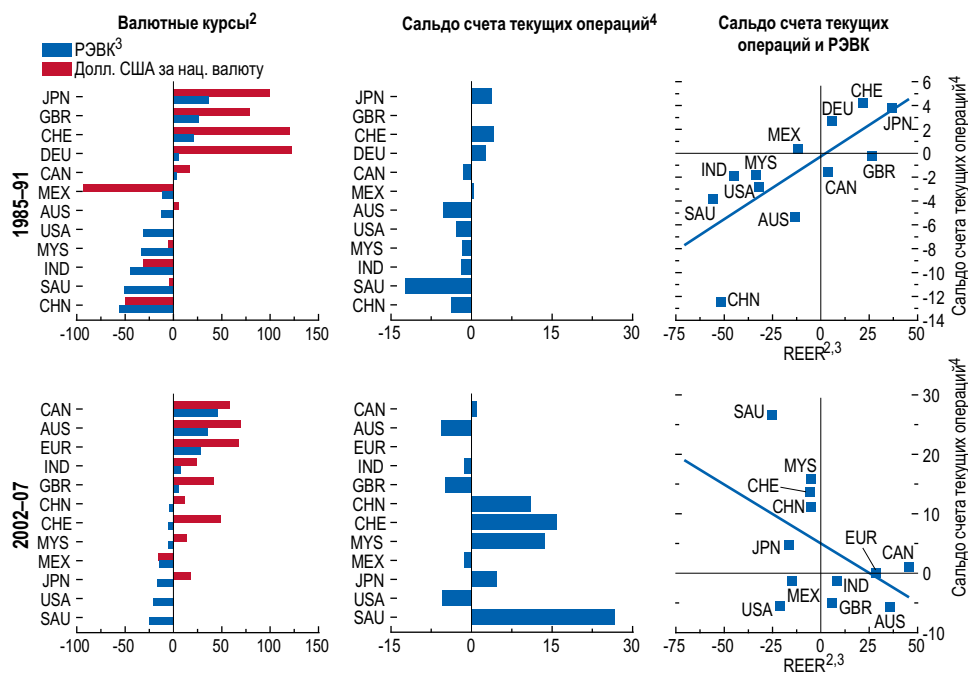 Валютные курсы2
РЭВК3
Долл. США за нац. валюту
1985–91
JPN
GBR
CHE
DEU
CAN
MEX
AUS
USA
MYS
IND
SAU
CHN
-100 -50 0 50 100 150
Сальдо счета текущих операций4
JPN
GBR
CHE
DEU
CAN
MEX
AUS
USA
MYS
IND
SAU
CHN
-15 0 15 30
Сальдо счета текущих
операций и РЭВК
CHE
DEU
JPN
MEX
GBR
IND
MYS
CAN
USA
SAU
AUS
CHN
6
4
2
0
-2
-4
-6
-8
-10
-12
-14
Сальдо счета текущих операций4
-75 -50 -25 0 25 50
REER2,3
2002–07
CAN
AUS
EUR
IND
GBR
CHN
CHE
MYS
MEX
JPN
USA
SAU
-100 -50 0 50 100 150
CAN
AUS
EUR
IND
GBR
CHN
CHE
MYS
MEX
JPN
USA
SAU
-15 0 15 30
SAU
MYS
CHE
CHN
JPN
EUR
CAN
MEX
IND
USA
GBR
AUS
30
20
10
0
-10
Сальдо счета текущих операций4
-75 -50 -25 0 25 50
REER2,3